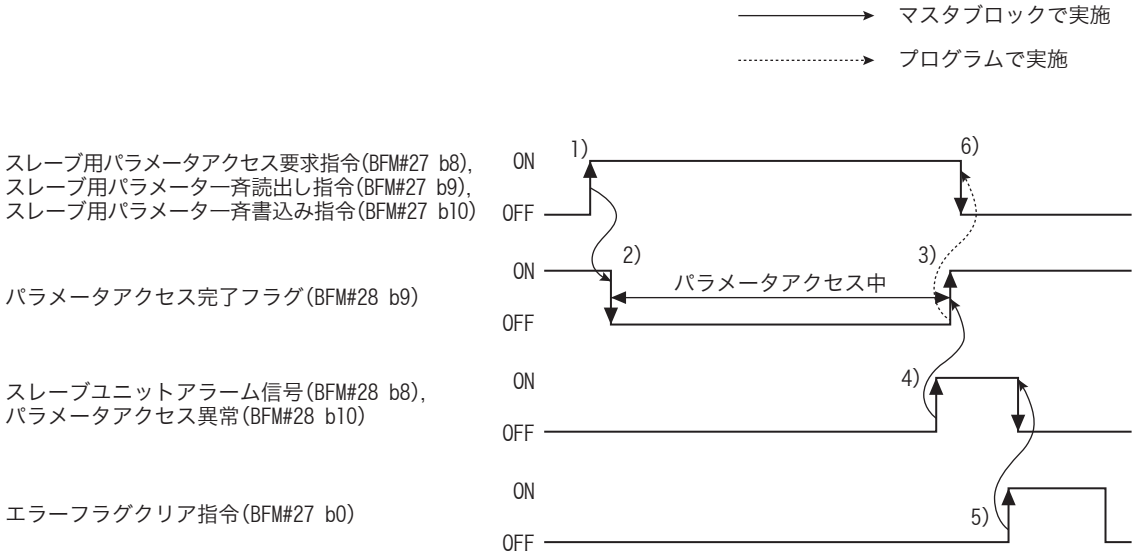 マスタブロックで実施
プログラムで実施
スレーブ用パラメータアクセス要求指令(BFM#27 b8),
スレーブ用パラメータ一斉読出し指令(BFM#27 b9),
スレーブ用パラメータ一斉書込み指令(BFM#27 b10)
ON
OFF
1)
6)
パラメータアクセス完了フラグ(BFM#28 b9)
ON
OFF
2)
パラメータアクセス中
3)
スレーブユニットアラーム信号(BFM#28 b8),
パラメータアクセス異常(BFM#28 b10)
ON
OFF
4)
エラーフラグクリア指令(BFM#27 b0)
ON
OFF
5)